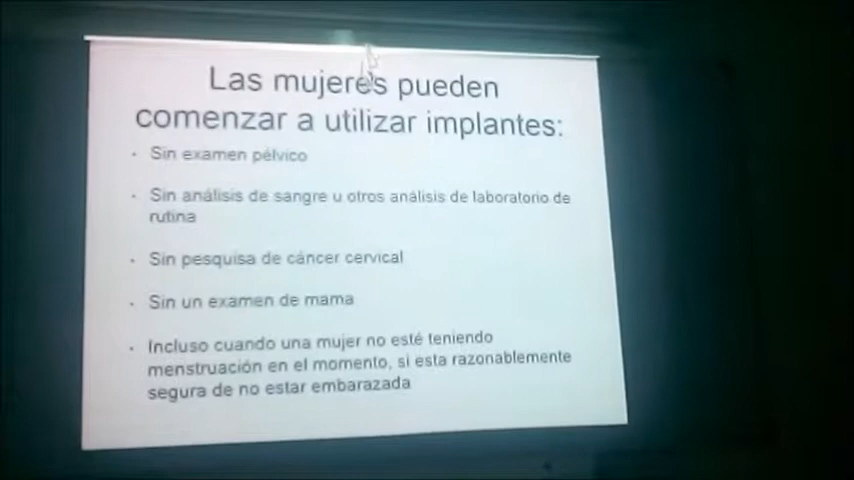 Las mujeres pueden
comenzar a utilizar implantes:
• Sin examen pélvico
• Sin análisis de sangre u otros análisis de laboratorio de
rutina
• Sin pesquisa de cáncer cervical
• Sin un examen de mama
• Incluso cuando una mujer no esté teniendo
menstruación en el momento, si esta razonablemente
segura de no estar embarazada